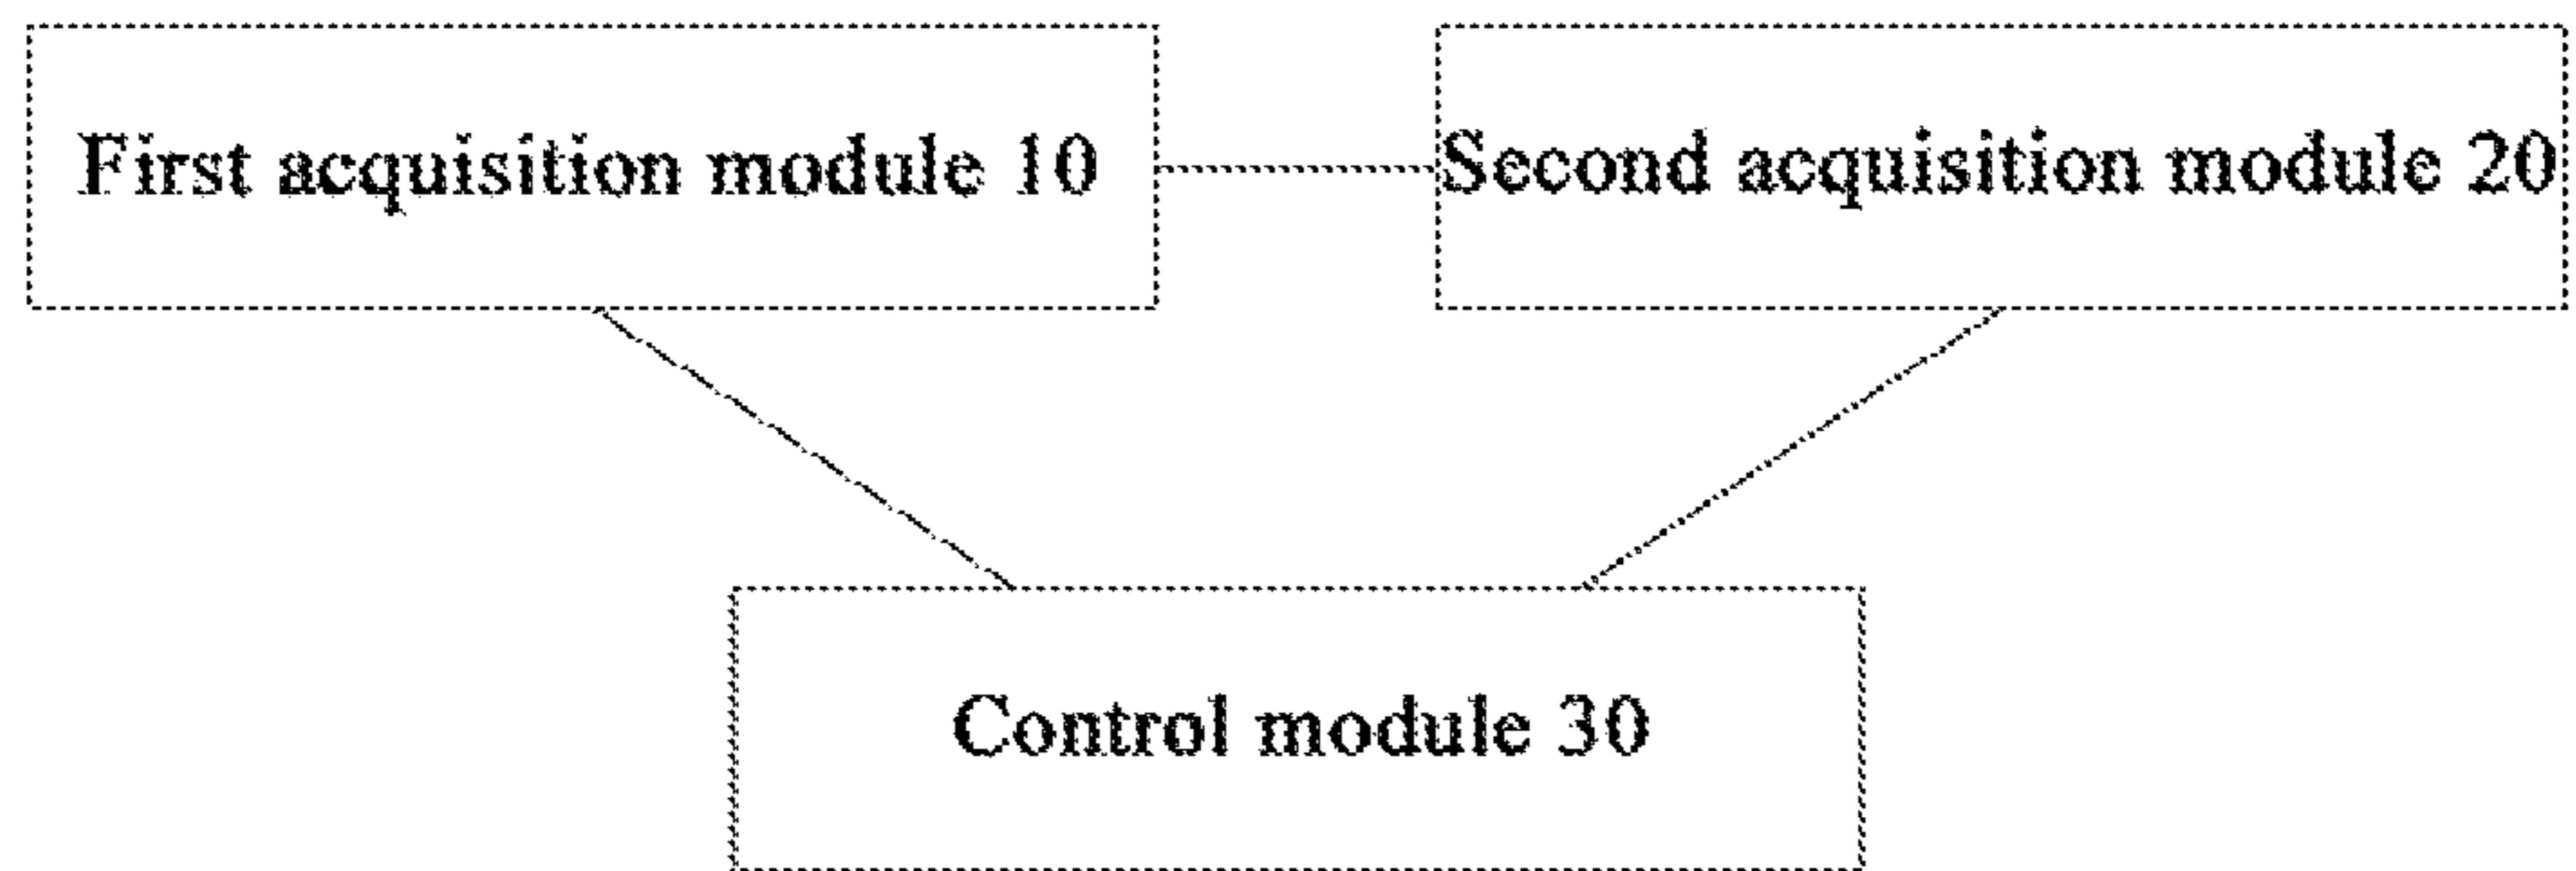 First acquisition module 10
Second acquisition module 20
Control module 30